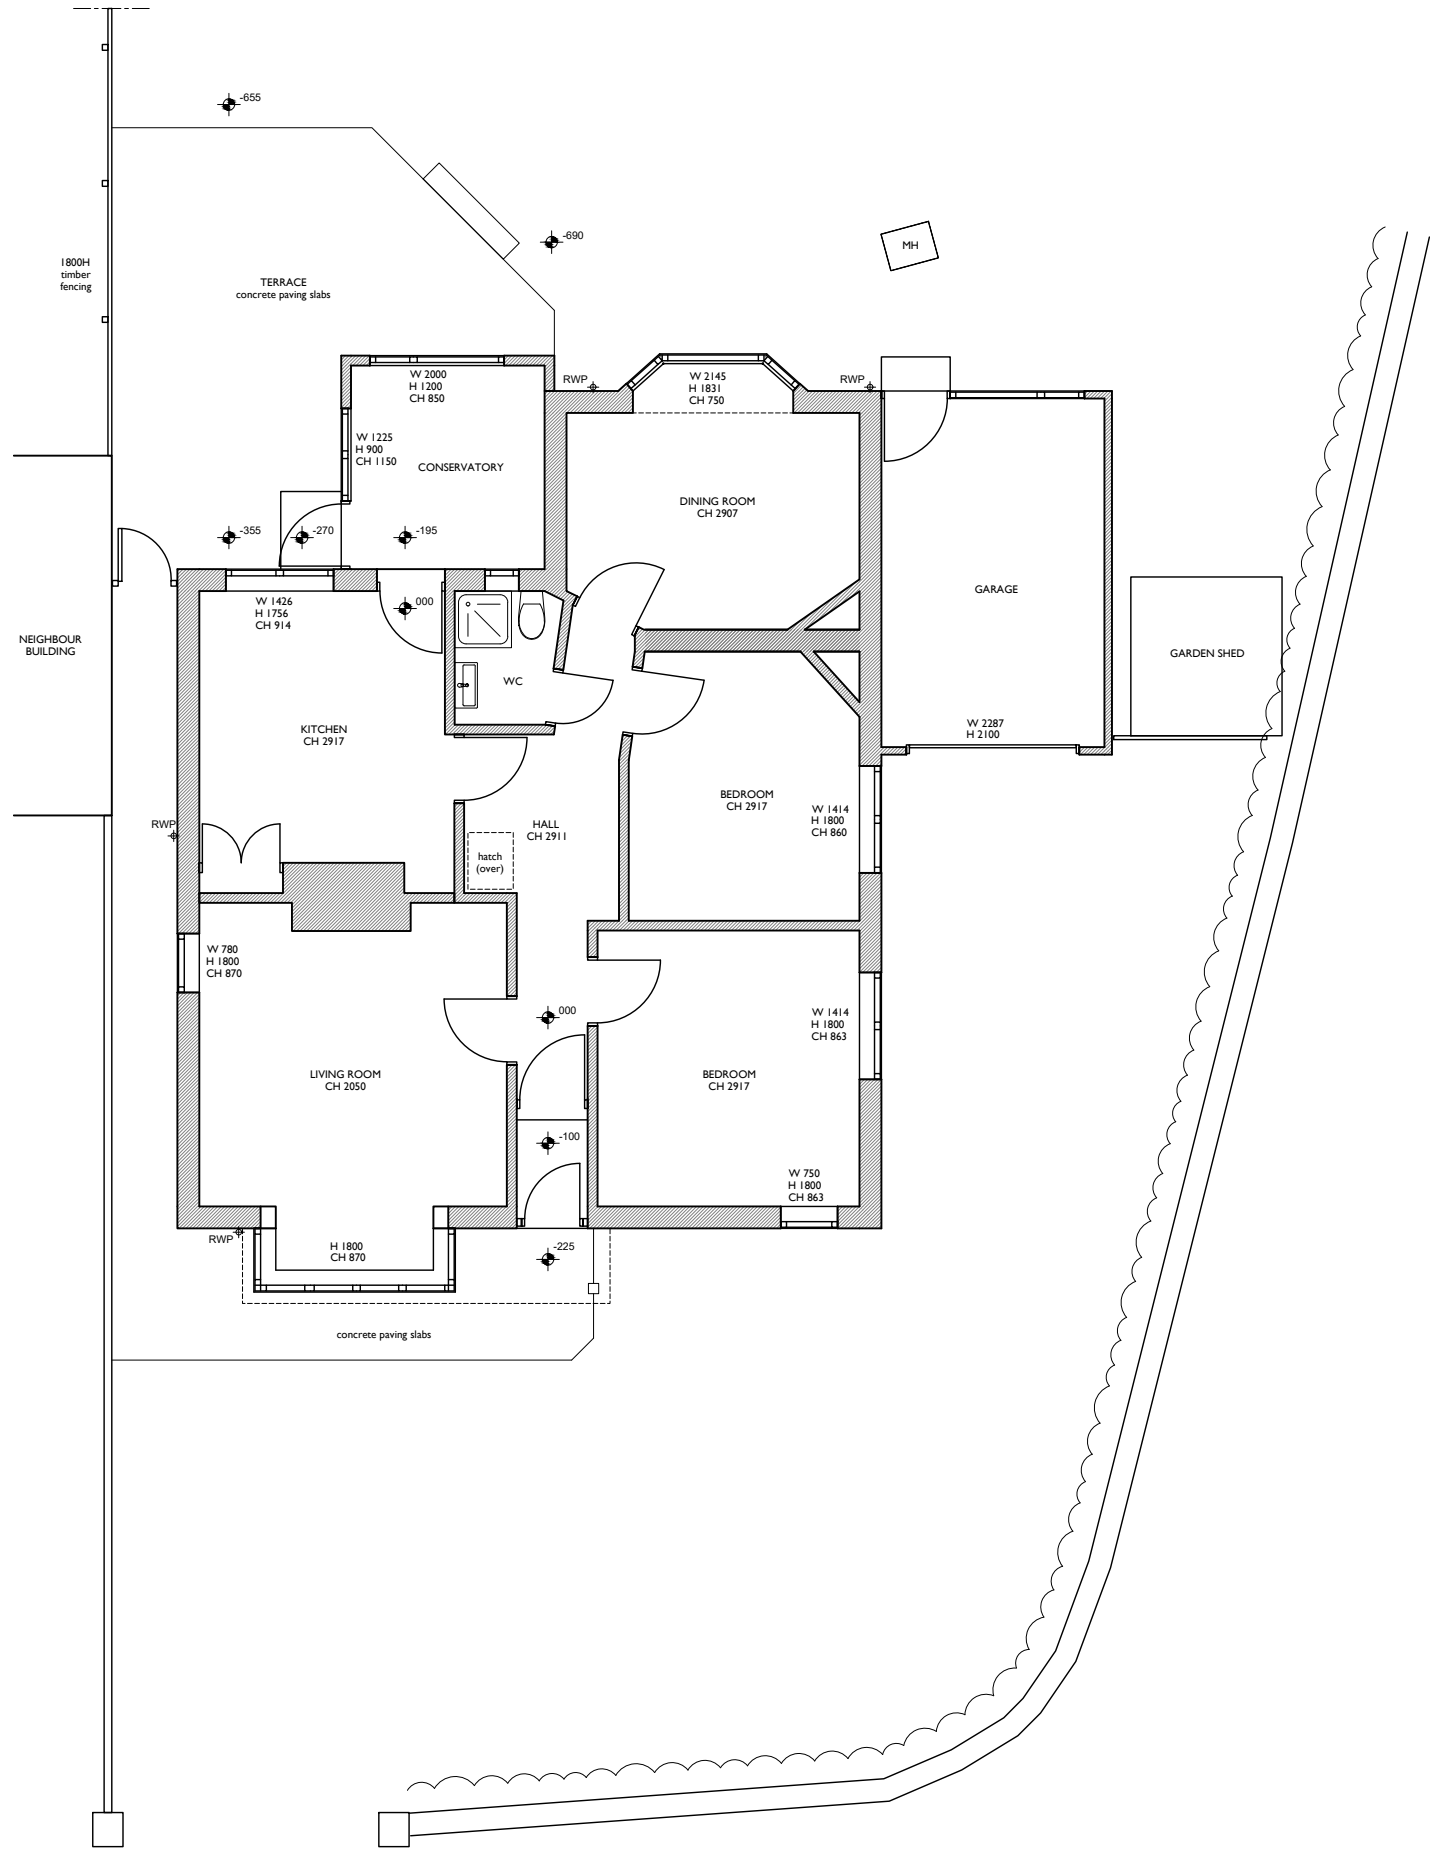 -655
-690
MH
1800H
timber
fencing
TERRACE
concrete paving slabs
W 2000
H 1200
CH 850
RWP
W 2145
H 1831
CH 750
RWP
W 1225
H 900
CH 1150
CONSERVATORY
DINING ROOM
CH 2907
-355
-270
-195
GARAGE
W 1426
H 1756
CH 914
000
NEIGHBOUR
BUILDING
GARDEN SHED
WC
KITCHEN
CH 2917
W 2287
H 2100
BEDROOM
CH 2917
W 1414
H 1800
CH 860
RWP
HALL
CH 2911
hatch
(over)
W 780
H 1800
CH 870
000
W 1414
H 1800
CH 863
LIVING ROOM
CH 2050
BEDROOM
CH 2917
-100
W 750
H 1800
CH 863
RWP
H 1800
CH 870
-225
concrete paving slabs